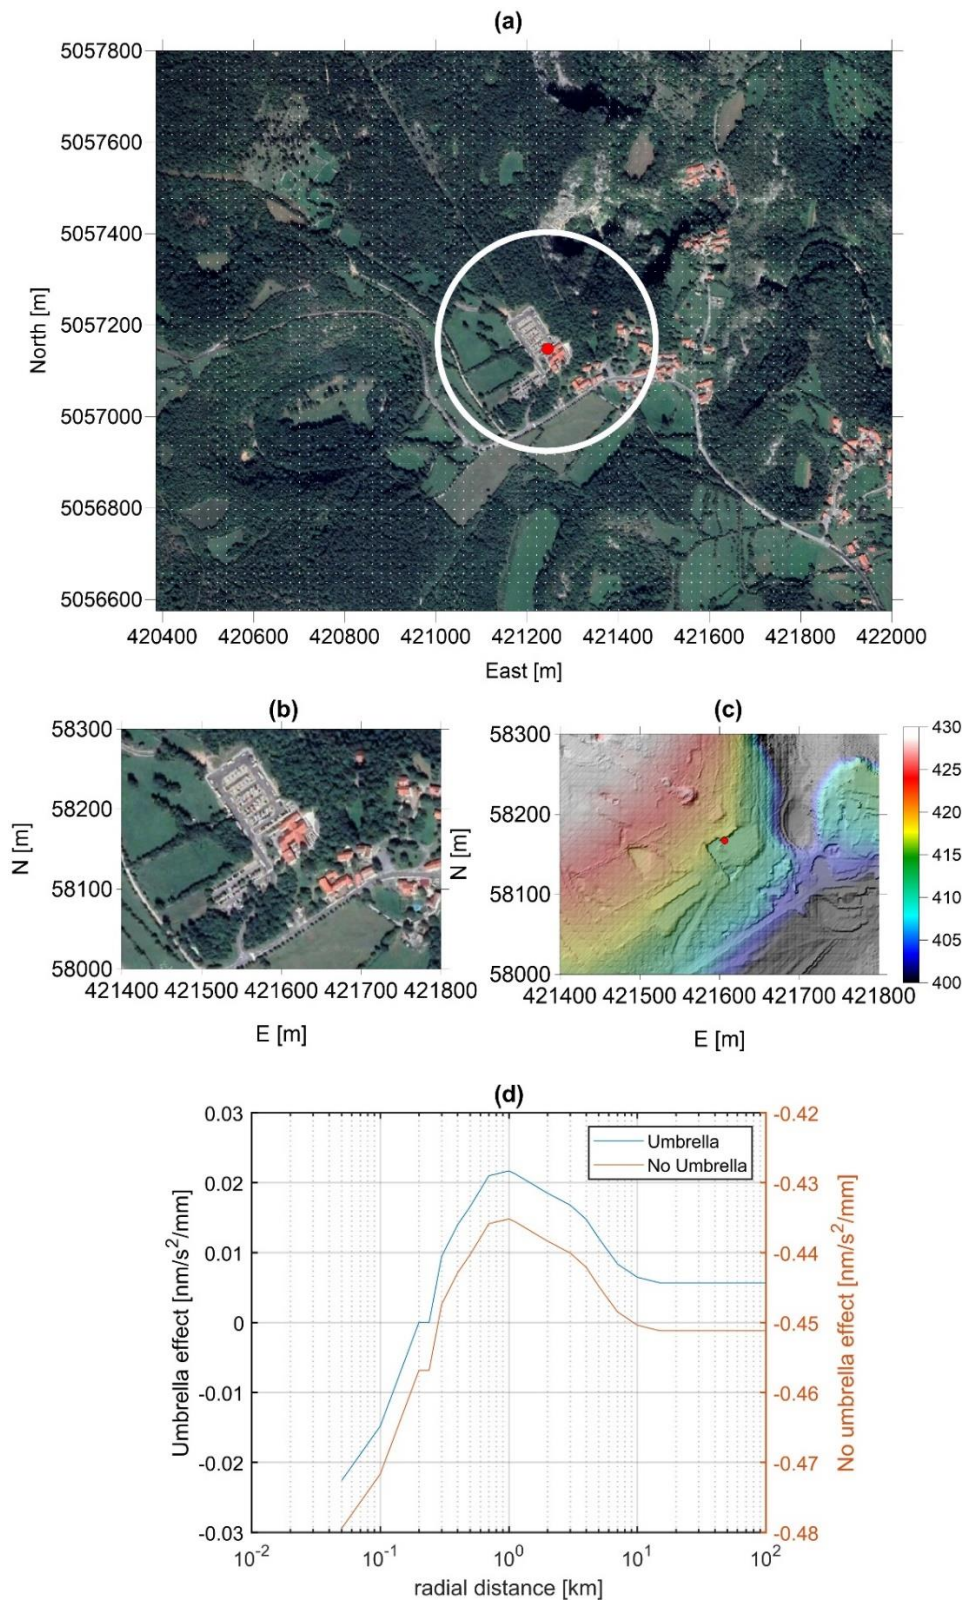 (a)
5057800
5057600
5057400
5057200
5057000
5056800
5056600
North [m]
420400 420600 420800 421000 421200 421400 421600 421800 422000
East [m]
(b)
58300
58200
58100
58000
N [m]
421400 421500 421600 421700 421800
E [m]
(c)
58300
58200
58100
58000
N [m]
421400 421500 421600 421700 421800
E [m]
430
425
420
415
410
405
400
(d)
0.03
0.02
0.01
0
-0.01
-0.02
-0.03
Umbrella effect [nm/s²/mm]
Umbrella
No Umbrella
-0.42
-0.43
-0.44
-0.45
-0.46
-0.47
-0.48
No umbrella effect [nm/s²/mm]
10⁻² 10⁻¹ 10⁰ 10¹ 10²
radial distance [km]